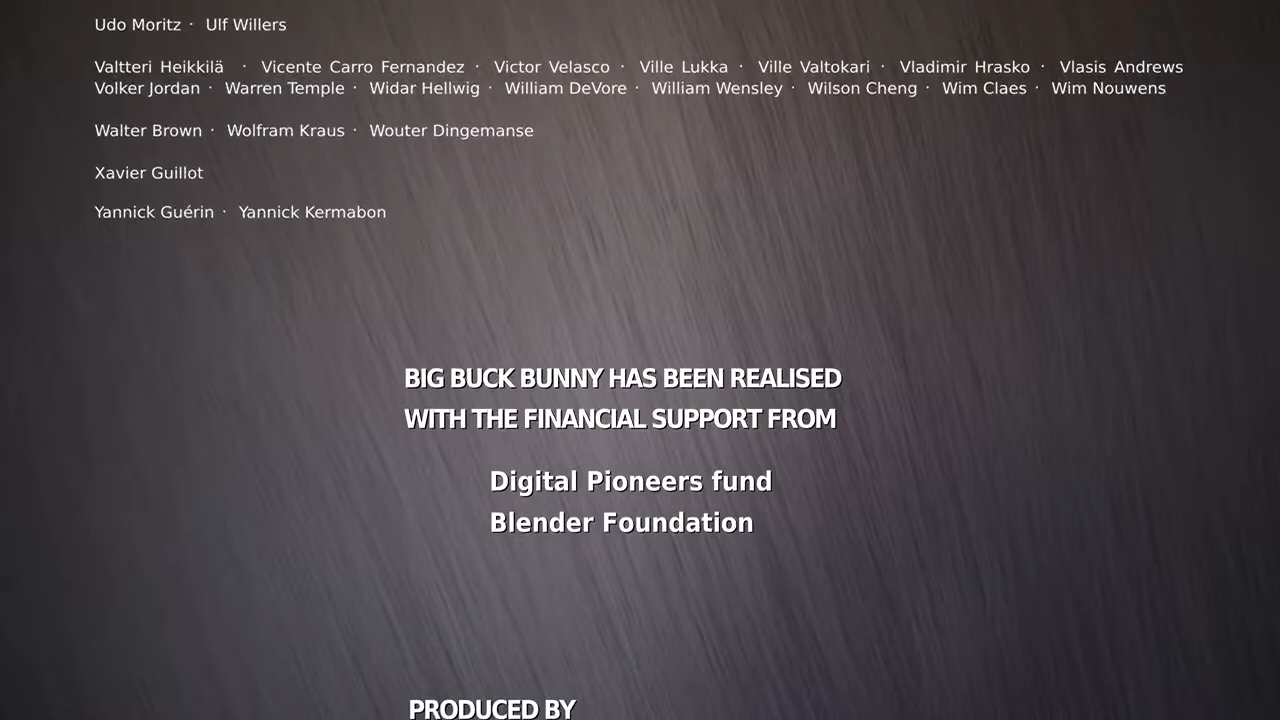 Udo Moritz · Ulf Willers
Valtteri Heikkilä · Vicente Carro Fernandez · Victor Velasco · Ville Lukka · Ville Valtokari · Vladimir Hrasko · Vlasis Andrews
Volker Jordan · Warren Temple · Widar Hellwig · William DeVore · William Wensley · Wilson Cheng · Wim Claes · Wim Nouwens
Walter Brown · Wolfram Kraus · Wouter Dingemanse
Xavier Guillot
Yannick Guérin · Yannick Kermabon
BIG BUCK BUNNY HAS BEEN REALISED
WITH THE FINANCIAL SUPPORT FROM
Digital Pioneers fund
Blender Foundation
PRODUCED BY